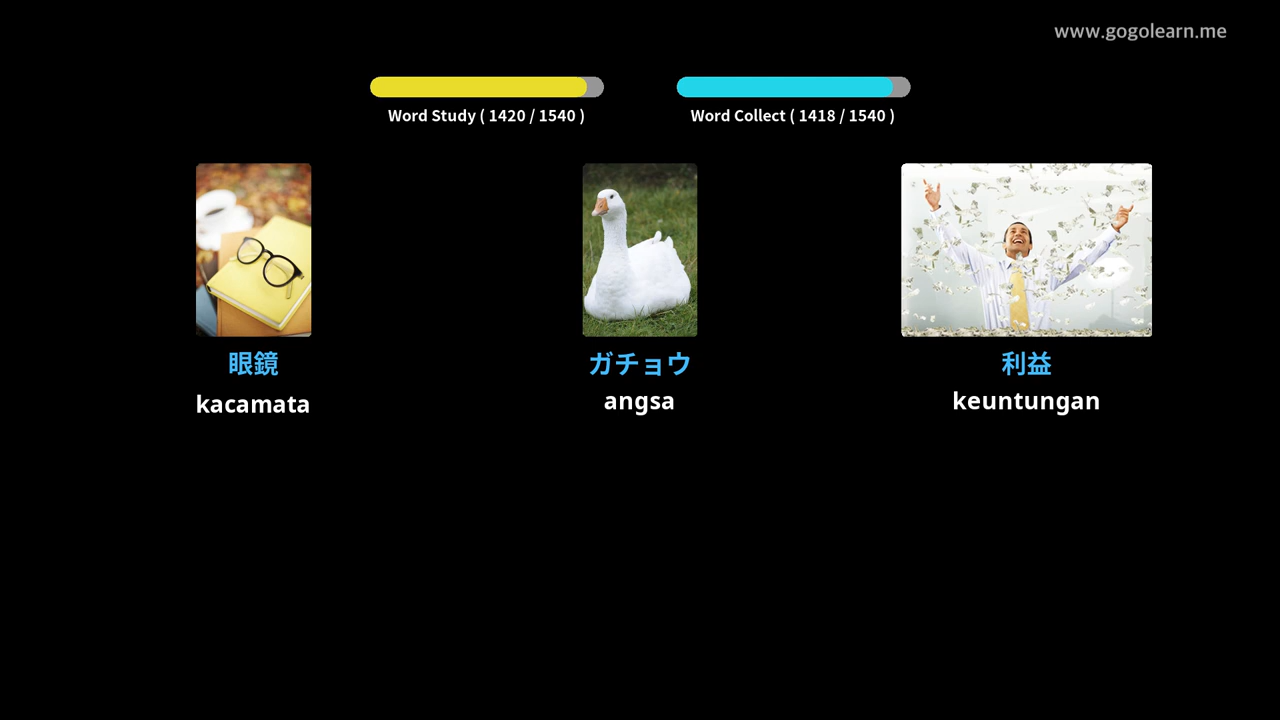 www.gogolearn.me
Word Study ( 1420 / 1540 )
Word Collect ( 1418 / 1540 )
眼鏡
kacamata
ガチョウ
angsa
利益
keuntungan